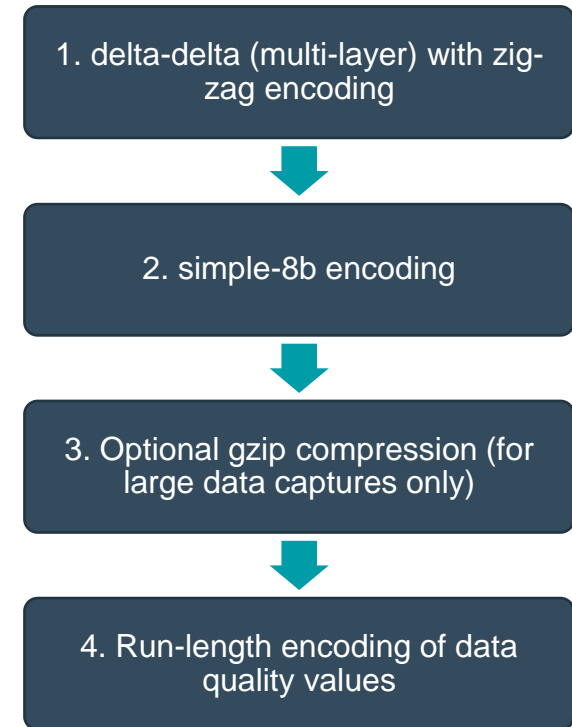 1. delta-delta (multi-layer) with zig-
zag encoding
2. simple-8b encoding
3. Optional gzip compression (for
large data captures only)
4. Run-length encoding of data
quality values